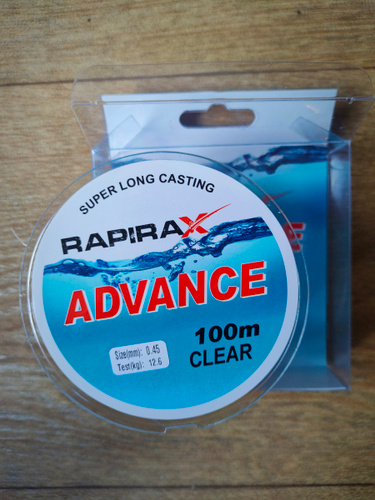 SUPER LONG CASTING
RAPIRAX
ADVANCE
100m
CLEAR
Size(mm): 0.45
Test(kg): 12.6